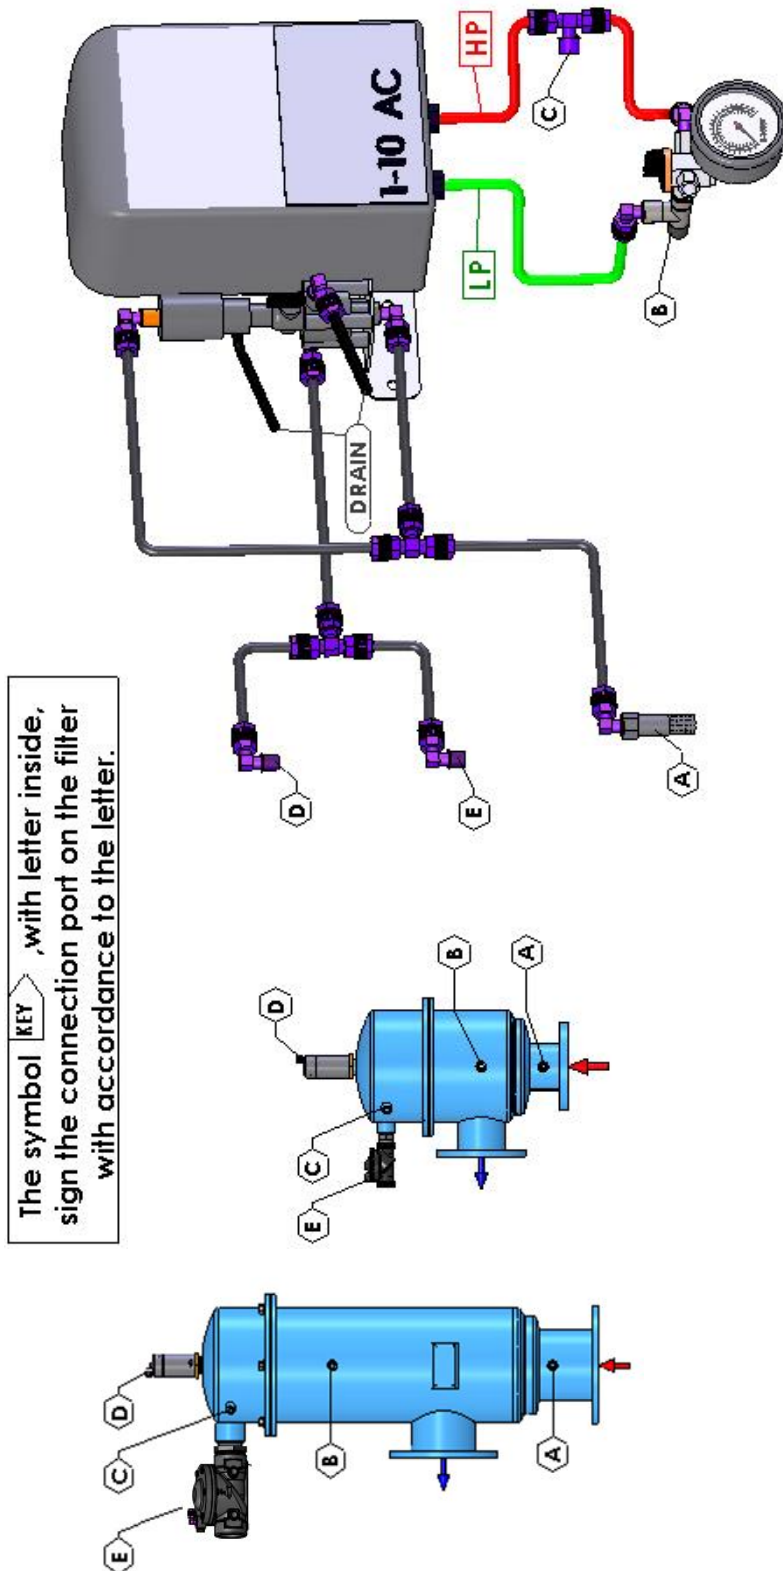 The symbol KEY ,with letter inside,
sign the connection port on the filter
with accordance to the letter.
1-10 AC
HP
LP
C
B
DRAIN
D
E
A
D
C
E
B
A
D
C
E
B
A